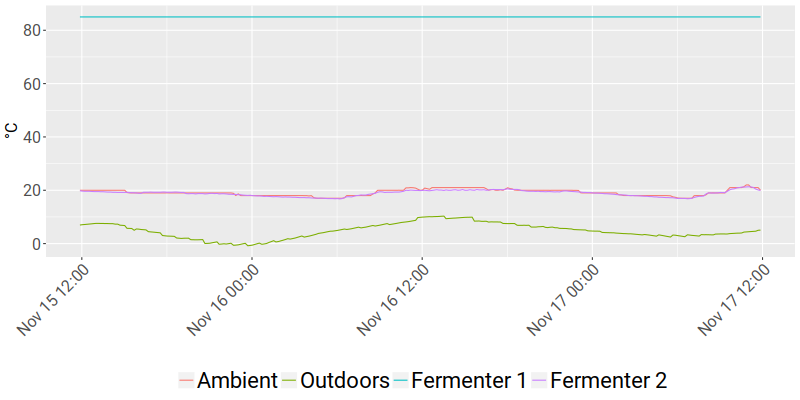 80
60
40
20
0
°C
Nov 15 12:00
Nov 16 00:00
Nov 16 12:00
Nov 17 00:00
Nov 17 12:00
Ambient Outdoors Fermenter 1 Fermenter 2